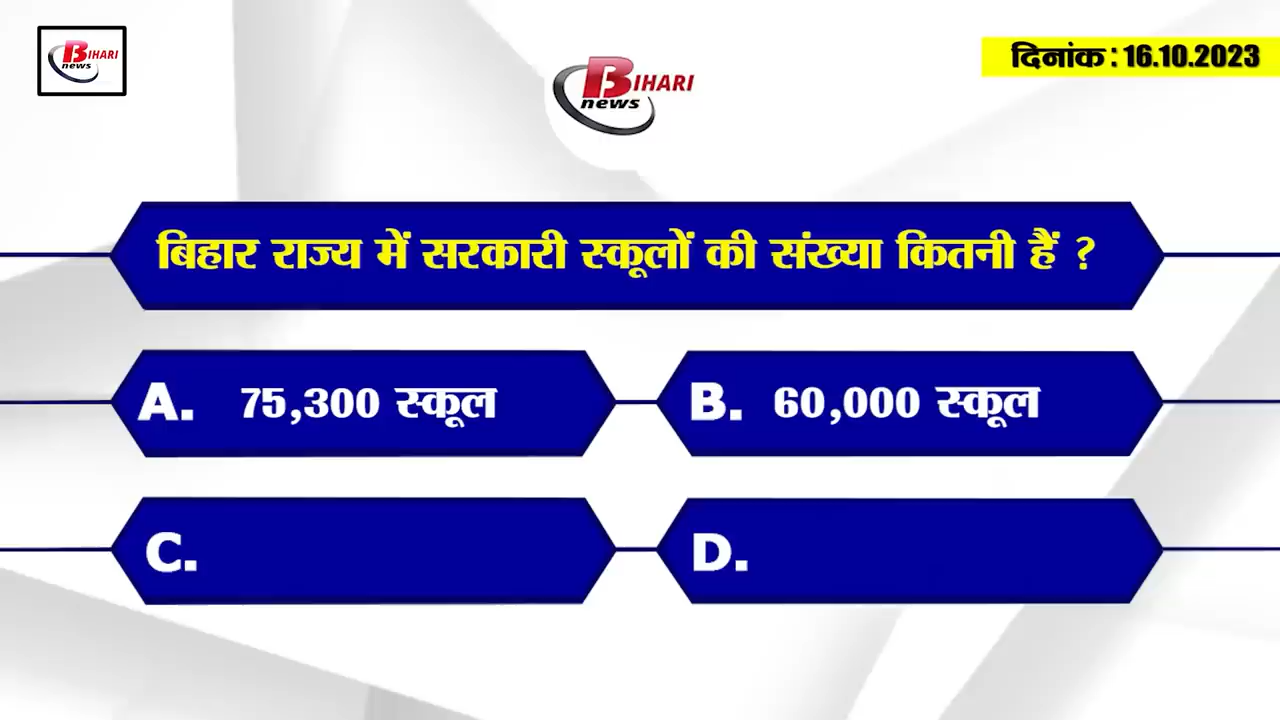 BIHARI
news
BIHARI
news
दिनांक : 16.10.2023
बिहार राज्य में सरकारी स्कूलों की संख्या कितनी हैं ?
A. 75,300 स्कूल
B. 60,000 स्कूल
C.
D.